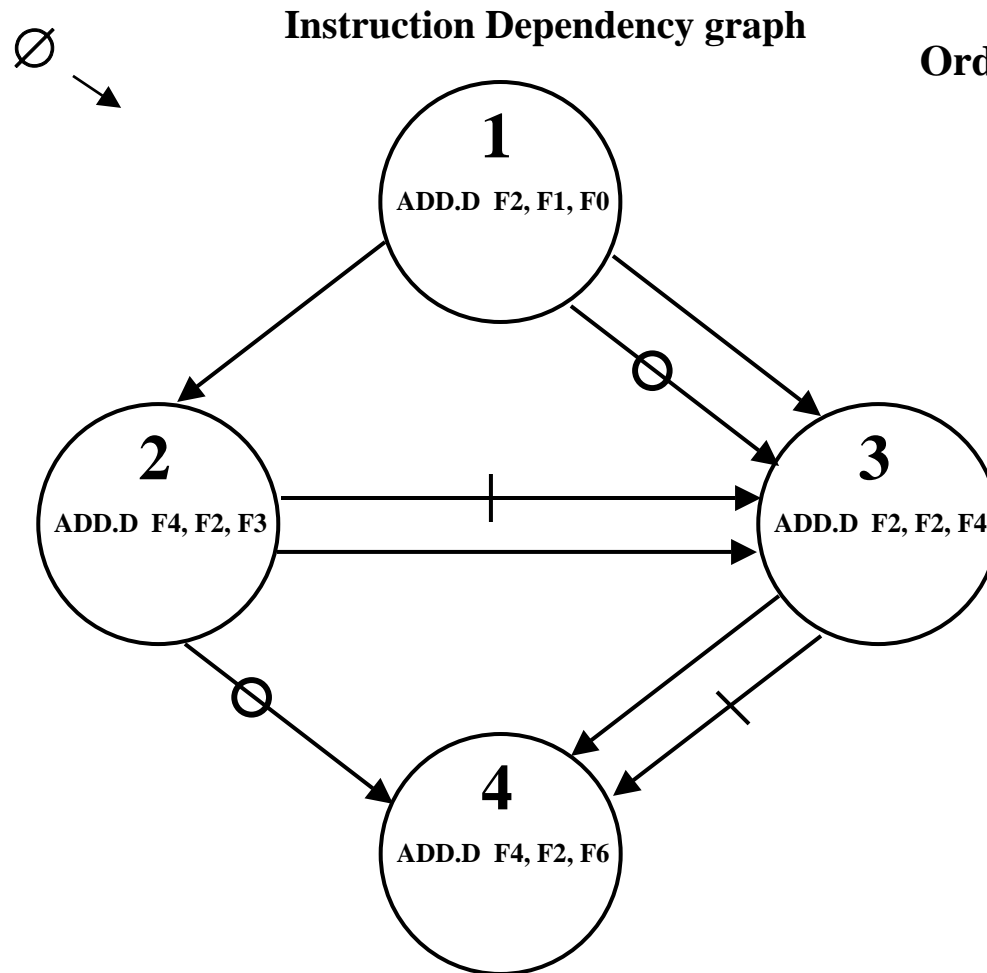 Instruction Dependency graph
Ord
1
ADD.D F2, F1, F0
2
ADD.D F4, F2, F3
3
ADD.D F2, F2, F4
4
ADD.D F4, F2, F6